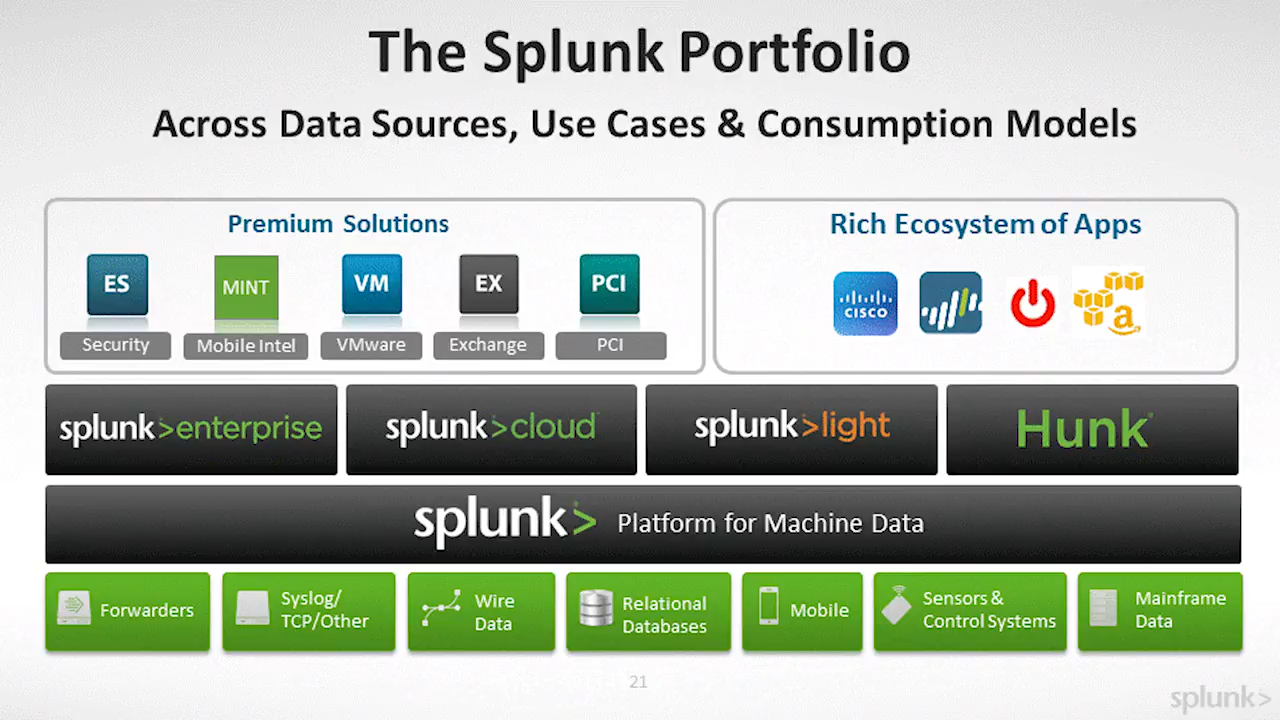 The Splunk Portfolio
Across Data Sources, Use Cases & Consumption Models
Premium Solutions
ES
MINT
VM
EX
PCI
Security
Mobile Intel
VMware
Exchange
PCI
Rich Ecosystem of Apps
CISCO
a
splunk>enterprise
splunk>cloud
splunk>light
Hunk
splunk> Platform for Machine Data
Forwarders
Syslog/
TCP/Other
Wire
Data
Relational
Databases
Mobile
Sensors &
Control Systems
Mainframe
Data
21
splunk>